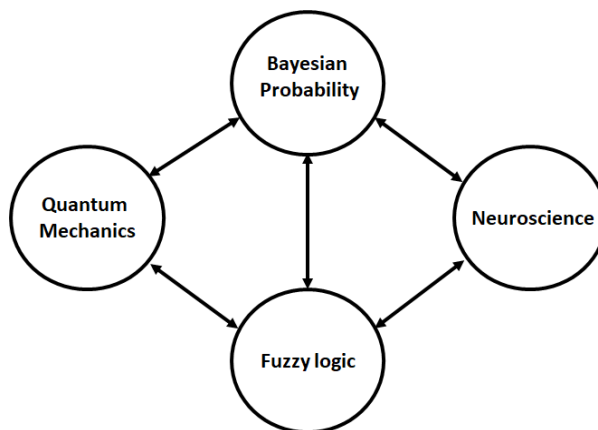 Bayesian
Probability
Quantum
Mechanics
Neuroscience
Fuzzy logic